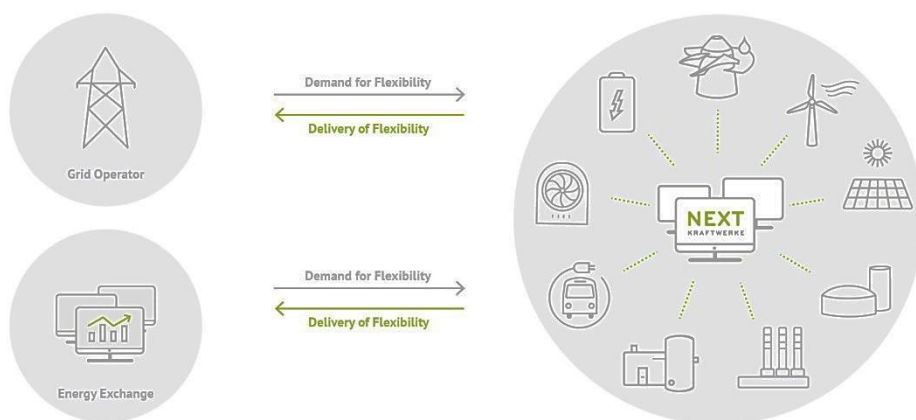 Grid Operator
Demand for Flexibility
Delivery of Flexibility
Energy Exchange
Demand for Flexibility
Delivery of Flexibility
NEXT
KRAFTWERKE